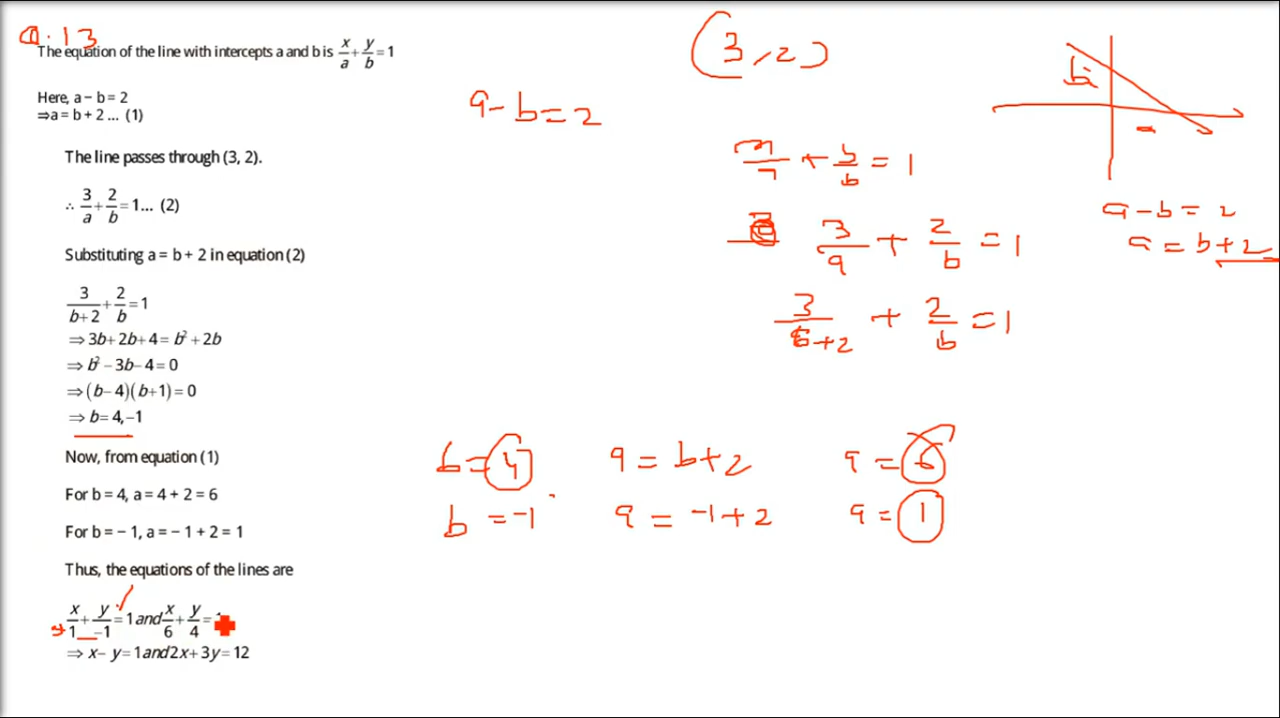 Q.13
The equation of the line with intercepts a and b is x/a + y/b = 1
Here, a – b = 2
⇒ a = b + 2 ... (1)
The line passes through (3, 2).
∴ 3/a + 2/b = 1... (2)
Substituting a = b + 2 in equation (2)
3/(b+2) + 2/b = 1
⇒ 3b + 2b + 4 = b² + 2b
⇒ b² – 3b – 4 = 0
⇒ (b – 4)(b + 1) = 0
⇒ b = 4, –1
Now, from equation (1)
For b = 4, a = 4 + 2 = 6
For b = – 1, a = – 1 + 2 = 1
Thus, the equations of the lines are
x/1 + y/–1 = 1 and x/6 + y/4 =
⇒ x – y = 1 and 2x + 3y = 12
a - b = 2
(3, 2)
b
a
a - b = 2
a = b + 2
= 1
3/a + 2/b = 1
3/(b+2) + 2/b = 1
b = 4 a = b + 2 a = 6
b = -1 a = -1 + 2 a = 1